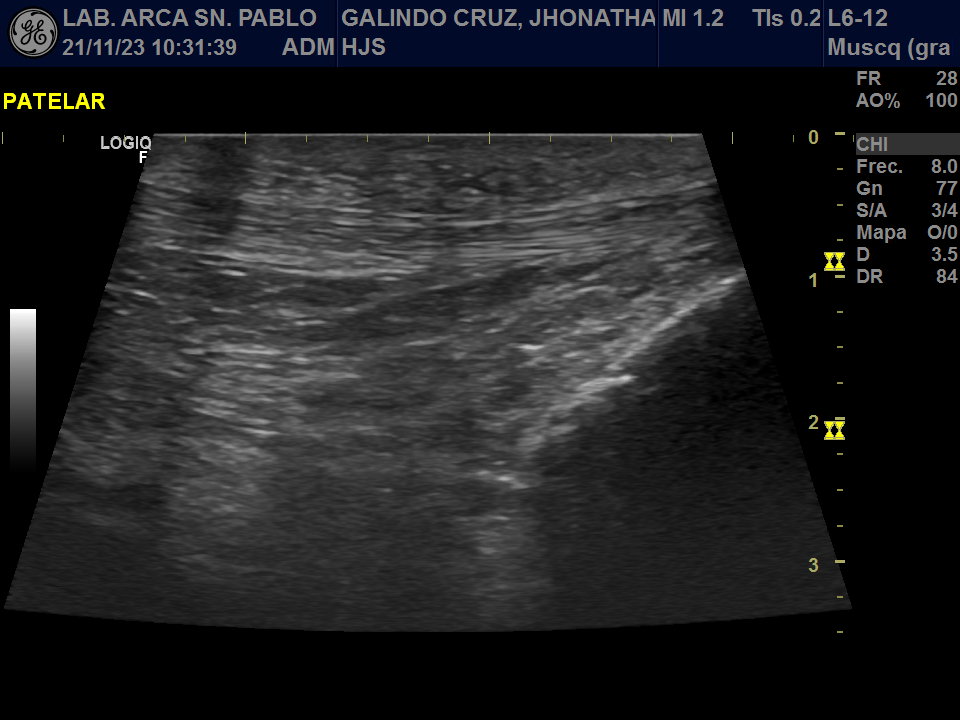 LAB. ARCA SN. PABLO
21/11/23 10:31:39 ADM
GALINDO CRUZ, JHONATHA
HJS
MI 1.2 TIs 0.2
L6-12
Muscq (gra
PATELAR
LOGIQ
F
FR 28
AO% 100
CHI
Frec. 8.0
Gn 77
S/A 3/4
Mapa O/0
D 3.5
DR 84
0
1
2
3